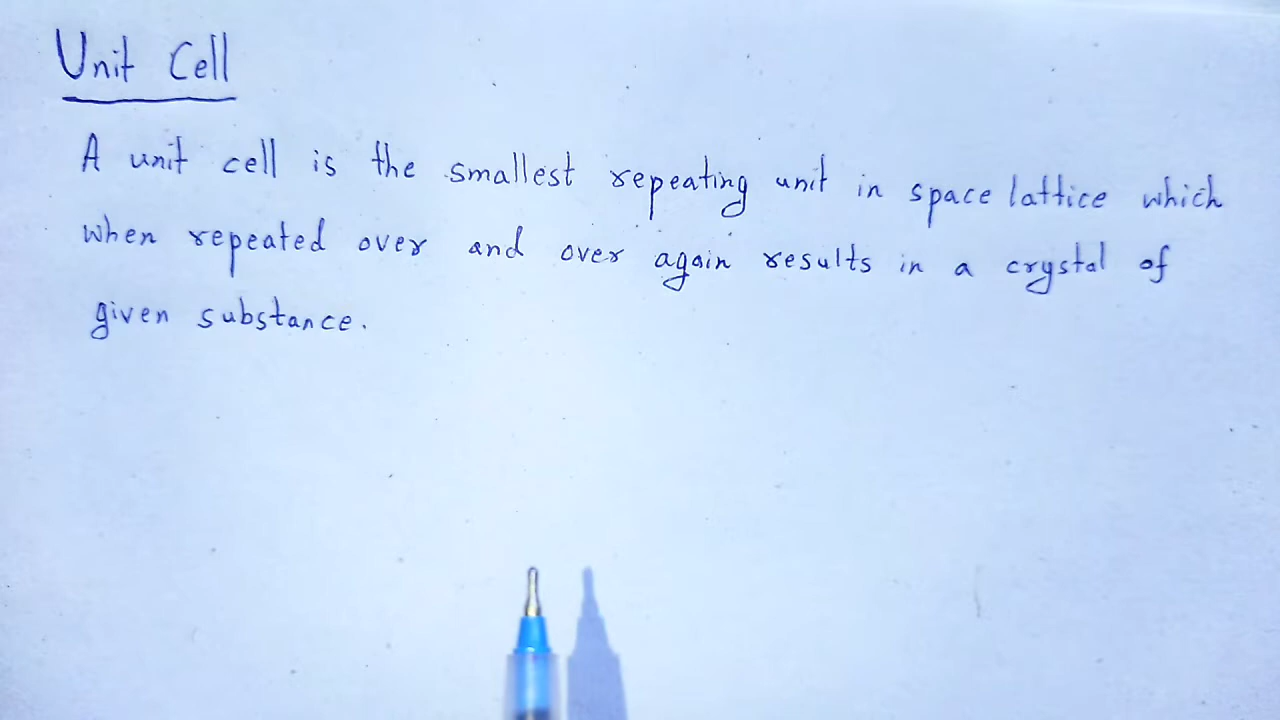 Unit Cell
A unit cell is the smallest repeating unit in space lattice which
when repeated over and over again results in a crystal of
given substance.